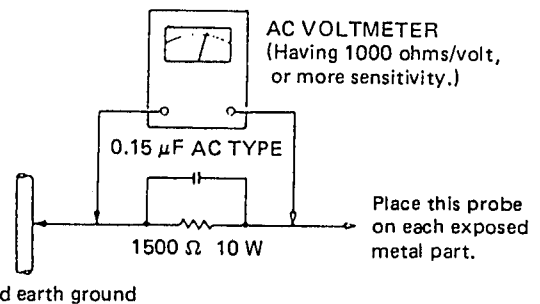 AC VOLTMETER
(Having 1000 ohms/volt,
or more sensitivity.)
0.15 μF AC TYPE
1500 Ω 10 W
Place this probe
on each exposed
metal part.
d earth ground